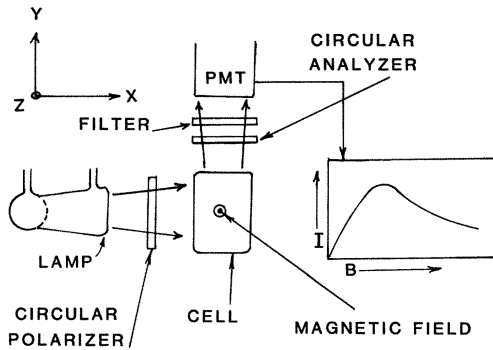 Y
Z
X
PMT
CIRCULAR
ANALYZER
FILTER
LAMP
CIRCULAR
POLARIZER
CELL
MAGNETIC FIELD
I
B